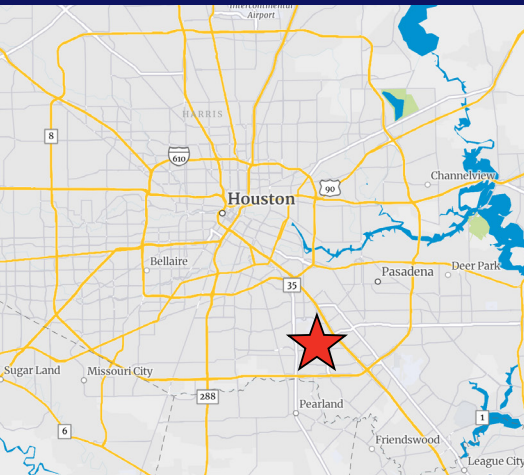 Intercontinental
Airport
HARRIS
8
610
90
Channelview
Houston
Bellaire
35
Pasadena
Deer Park
Sugar Land
Missouri City
288
Pearland
6
1
Friendswood
League City